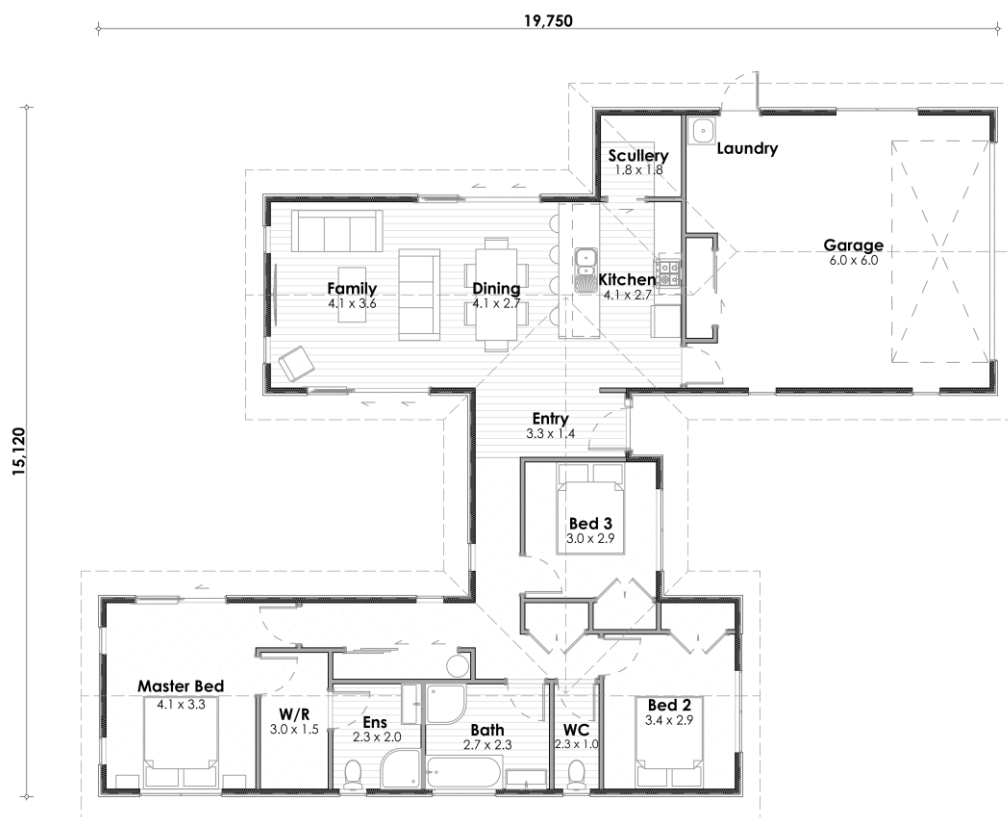 19,750
15,120
Scullery
1.8 x 1.8
Laundry
Garage
6.0 x 6.0
Family
4.1 x 3.6
Dining
4.1 x 2.7
Kitchen
4.1 x 2.7
Entry
3.3 x 1.4
Bed 3
3.0 x 2.9
Master Bed
4.1 x 3.3
W/R
3.0 x 1.5
Ens
2.3 x 2.0
Bath
2.7 x 2.3
WC
2.3 x 1.0
Bed 2
3.4 x 2.9